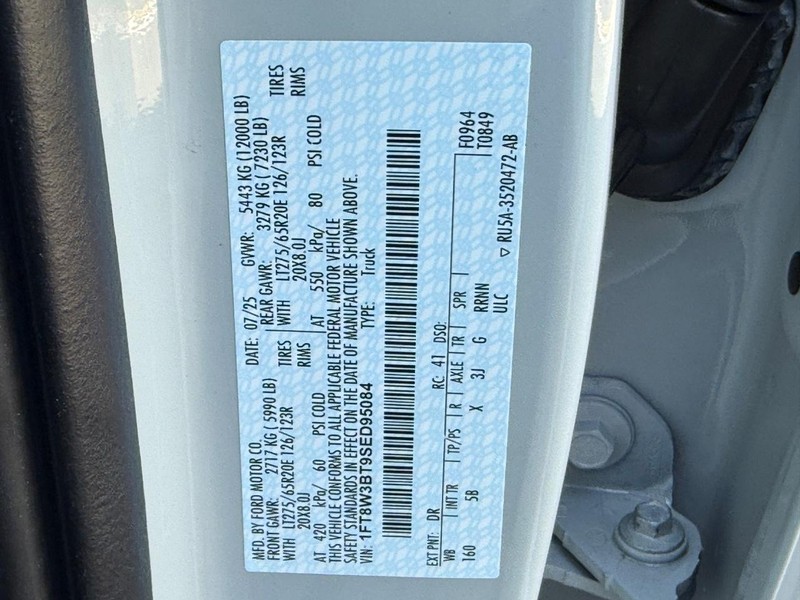 MFD. BY FORD MOTOR CO. DATE: 07/25 GVWR: 5443 KG (12000 LB)
FRONT GAWR: 2717 KG (5990 LB) REAR GAWR: 3279 KG (7230 LB)
WITH LT275/65R20E 126/123R TIRES WITH LT275/65R20E 126/123R TIRES
20X8.0J RIMS 20X8.0J RIMS
AT 420 kPa/ 60 PSI COLD AT 550 kPa/ 80 PSI COLD
THIS VEHICLE CONFORMS TO ALL APPLICABLE FEDERAL MOTOR VEHICLE
SAFETY STANDARDS IN EFFECT ON THE DATE OF MANUFACTURE SHOWN ABOVE.
VIN: 1FT8W3BT9SED95084 TYPE: Truck
F0964
T0849
EXT PNT: DR RC: 41 DSO:
WB INT TR TP/PS R AXLE TR SPR
160 5B X 3J G RRNN
ULC ▽ RU5A-3520472-AB